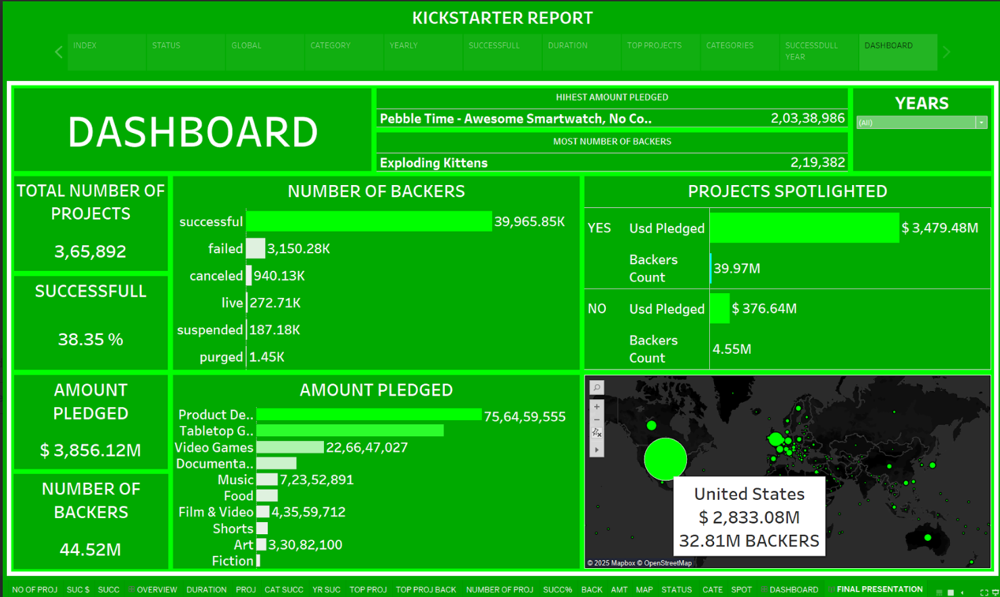 KICKSTARTER REPORT
INDEX
STATUS
GLOBAL
CATEGORY
YEARLY
SUCCESSFULL
DURATION
TOP PROJECTS
CATEGORIES
SUCCESSDULL
YEAR
DASHBOARD
DASHBOARD
HIHEST AMOUNT PLEDGED
Pebble Time - Awesome Smartwatch, No Co.. 2,03,38,986
MOST NUMBER OF BACKERS
Exploding Kittens 2,19,382
YEARS
(All)
TOTAL NUMBER OF
PROJECTS
3,65,892
SUCCESSFULL
38.35 %
AMOUNT
PLEDGED
$ 3,856.12M
NUMBER OF
BACKERS
44.52M
NUMBER OF BACKERS
successful 39,965.85K
failed 3,150.28K
canceled 940.13K
live 272.71K
suspended 187.18K
purged 1.45K
PROJECTS SPOTLIGHTED
YES Usd Pledged $ 3,479.48M
Backers
Count 39.97M
NO Usd Pledged $ 376.64M
Backers
Count 4.55M
AMOUNT PLEDGED
Product De.. 75,64,59,555
Tabletop G..
Video Games 22,66,47,027
Documenta..
Music 7,23,52,891
Food
Film & Video 4,35,59,712
Shorts
Art 3,30,82,100
Fiction
United States
$ 2,833.08M
32.81M BACKERS
© 2025 Mapbox © OpenStreetMap
NO OF PROJ SUC $ SUCC OVERVIEW DURATION PROJ CAT SUCC YR SUC TOP PROJ TOP PROJ BACK NUMBER OF PROJ SUCC% BACK AMT MAP STATUS CATE SPOT DASHBOARD FINAL PRESENTATION